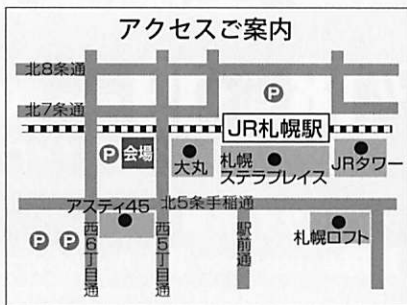 アクセスご案内
北8条通
P
北7条通
JR札幌駅
P 会場
大丸
札幌
ステラプレイス
JRタワー
アスティ45
北5条手稲通
西6丁目通
西5丁目通
駅前通
札幌ロフト
P P